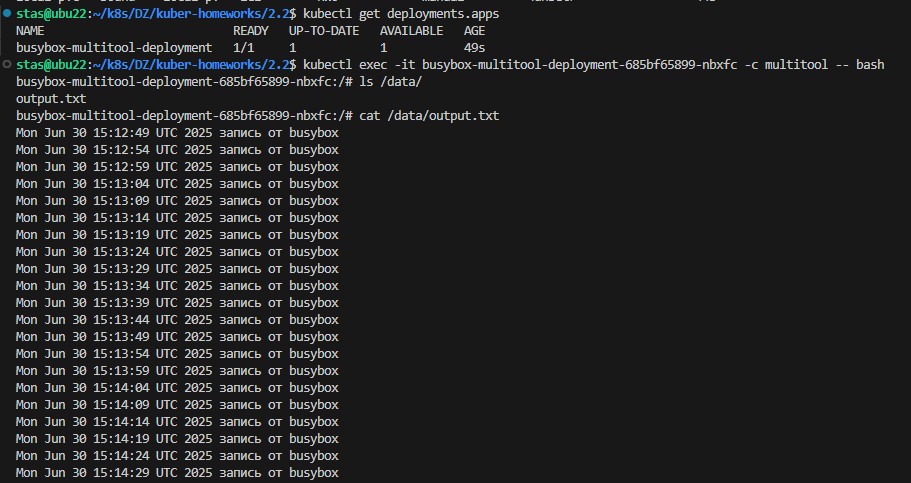 stas@ubu22:~/k8s/DZ/kuber-homeworks/2.2$ kubectl get deployments.apps
NAME READY UP-TO-DATE AVAILABLE AGE
busybox-multitool-deployment 1/1 1 1 49s
stas@ubu22:~/k8s/DZ/kuber-homeworks/2.2$ kubectl exec -it busybox-multitool-deployment-685bf65899-nbxfc -c multitool -- bash
busybox-multitool-deployment-685bf65899-nbxfc:/# ls /data/
output.txt
busybox-multitool-deployment-685bf65899-nbxfc:/# cat /data/output.txt
Mon Jun 30 15:12:49 UTC 2025 запись от busybox
Mon Jun 30 15:12:54 UTC 2025 запись от busybox
Mon Jun 30 15:12:59 UTC 2025 запись от busybox
Mon Jun 30 15:13:04 UTC 2025 запись от busybox
Mon Jun 30 15:13:09 UTC 2025 запись от busybox
Mon Jun 30 15:13:14 UTC 2025 запись от busybox
Mon Jun 30 15:13:19 UTC 2025 запись от busybox
Mon Jun 30 15:13:24 UTC 2025 запись от busybox
Mon Jun 30 15:13:29 UTC 2025 запись от busybox
Mon Jun 30 15:13:34 UTC 2025 запись от busybox
Mon Jun 30 15:13:39 UTC 2025 запись от busybox
Mon Jun 30 15:13:44 UTC 2025 запись от busybox
Mon Jun 30 15:13:49 UTC 2025 запись от busybox
Mon Jun 30 15:13:54 UTC 2025 запись от busybox
Mon Jun 30 15:13:59 UTC 2025 запись от busybox
Mon Jun 30 15:14:04 UTC 2025 запись от busybox
Mon Jun 30 15:14:09 UTC 2025 запись от busybox
Mon Jun 30 15:14:14 UTC 2025 запись от busybox
Mon Jun 30 15:14:19 UTC 2025 запись от busybox
Mon Jun 30 15:14:24 UTC 2025 запись от busybox
Mon Jun 30 15:14:29 UTC 2025 запись от busybox